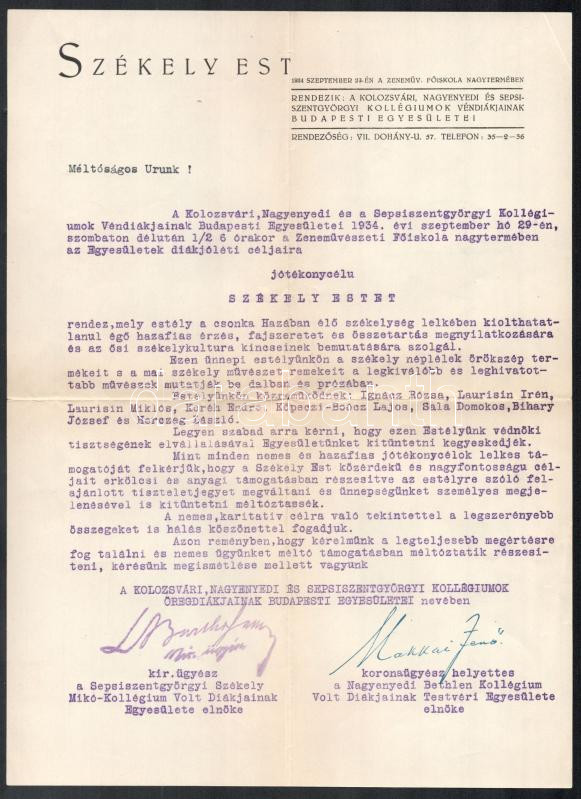 SZÉKELY EST
1934 SZEPTEMBER 29-ÉN A ZENEMŰV. FŐISKOLA NAGYTERMÉBEN
RENDEZIK: A KOLOZSVÁRI, NAGYENYEDI ÉS SEPSI-
SZENTGYÖRGYI KOLLÉGIUMOK VÉNDIÁKJAINAK
BUDAPESTI EGYESÜLETEI
RENDEZŐSÉG: VII. DOHÁNY-U. 57. TELEFON: 35—2—36
Méltóságos Urunk !
A Kolozsvári,Nagyenyedi és a Sepsiszentgyörgyi Kollégi-
umok Véndiákjainak Budapesti Egyesületei 1934. évi szeptember hó 29-én,
szombaton délután 1/2 6 órakor a Zeneművészeti Főiskola nagytermében
az Egyesületek diákjóléti céljaira
jótékonycélu
SZÉKELY ESTET
rendez,mely estély a csonka Hazában élő székelység lelkében kiolthatat-
lanul égő hazafias érzés, fajszeretet és összetartás megnyilatkozására
és az ősi székelykultura kincseinek bemutatására szolgál.
Ezen ünnepi estélyünkön a székely néplélek örökszép ter-
mékeit s a mai székely művészet remekeit a legkiválóbb és leghivatot-
tabb művészek mutatják be dalban és prózában.
Estélyünkön közreműködnek: Ignácz Rózsa, Laurisin Irén,
Laurisin Miklós, Koréh Endre, Kpeczi-Boócz Lajos, Sala Domokos,Bihary
József és Herczeg László.
Legyen szabad arra kérni, hogy ezen Estélyünk védnöki
tisztségének elvállalásával Egyesületünket kitüntetni kegyeskedjék.
Mint minden nemes és hazafias jótékonycélok lelkes tá-
mogatóját felkérjük,hogy a Székely Est közérdekü és nagyfontosságu cél-
jait erkölcsi és anyagi támogatásban részesitve az estélyre szóló fel-
ajánlott tiszteletjegyet megváltani és ünnepségünket személyes megje-
lenésével is kitüntetni méltóztassék.
A nemes,karitativ célra való tekintettel a legszerényebb
összegeket is hálás köszönettel fogadjuk.
Azon reményben,hogy kérelmünk a legteljesebb megértésre
fog találni és nemes ügyünket méltó támogatásban méltóztatik részesi-
teni, kérésünk megismétlése mellett vagyunk
A KOLOZSVÁRI,NAGYENYEDI ÉS SEPSISZENTGYÖRGYI KOLLÉGIUMOK
ÖREGDIÁKJAINAK BUDAPESTI EGYESÜLETEI nevében
Makkai Jenő.
kir.ügyész
a Sepsiszentgyörgyi Székely
Mikó-Kollégium Volt Diákjainak
Egyesülete elnöke
koronaügyész helyettes
a Nagyenyedi Bethlen Kollégium
Volt Diákjainak Testvéri Egyesülete
elnöke